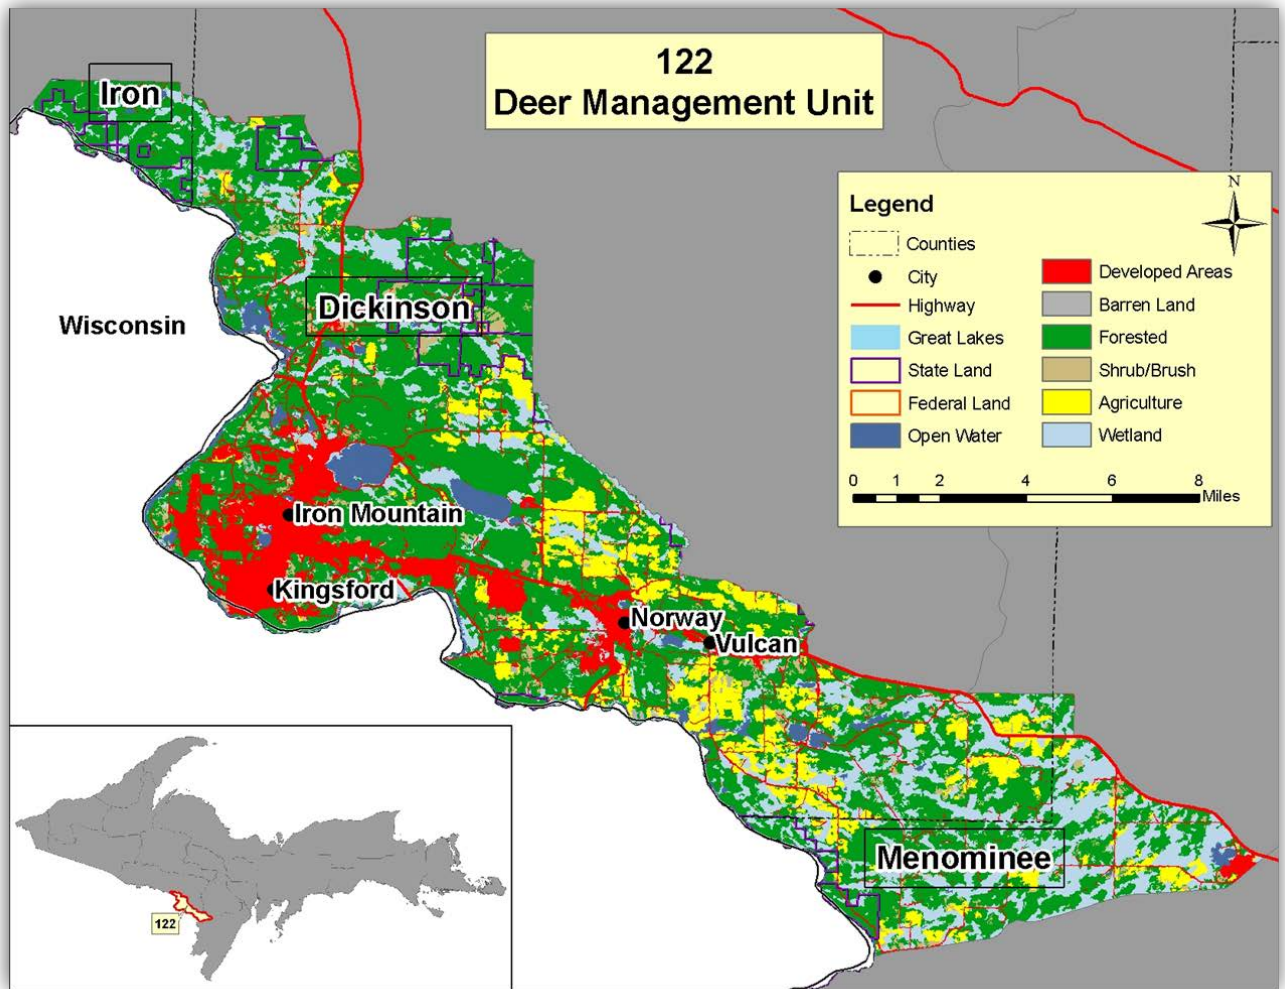 122
Deer Management Unit
Iron
Dickinson
Wisconsin
Iron Mountain
Kingsford
Norway
Vulcan
Menominee
N
Legend
Counties
City
Highway
Great Lakes
State Land
Federal Land
Open Water
Developed Areas
Barren Land
Forested
Shrub/Brush
Agriculture
Wetland
0 1 2 4 6 8 Miles
122